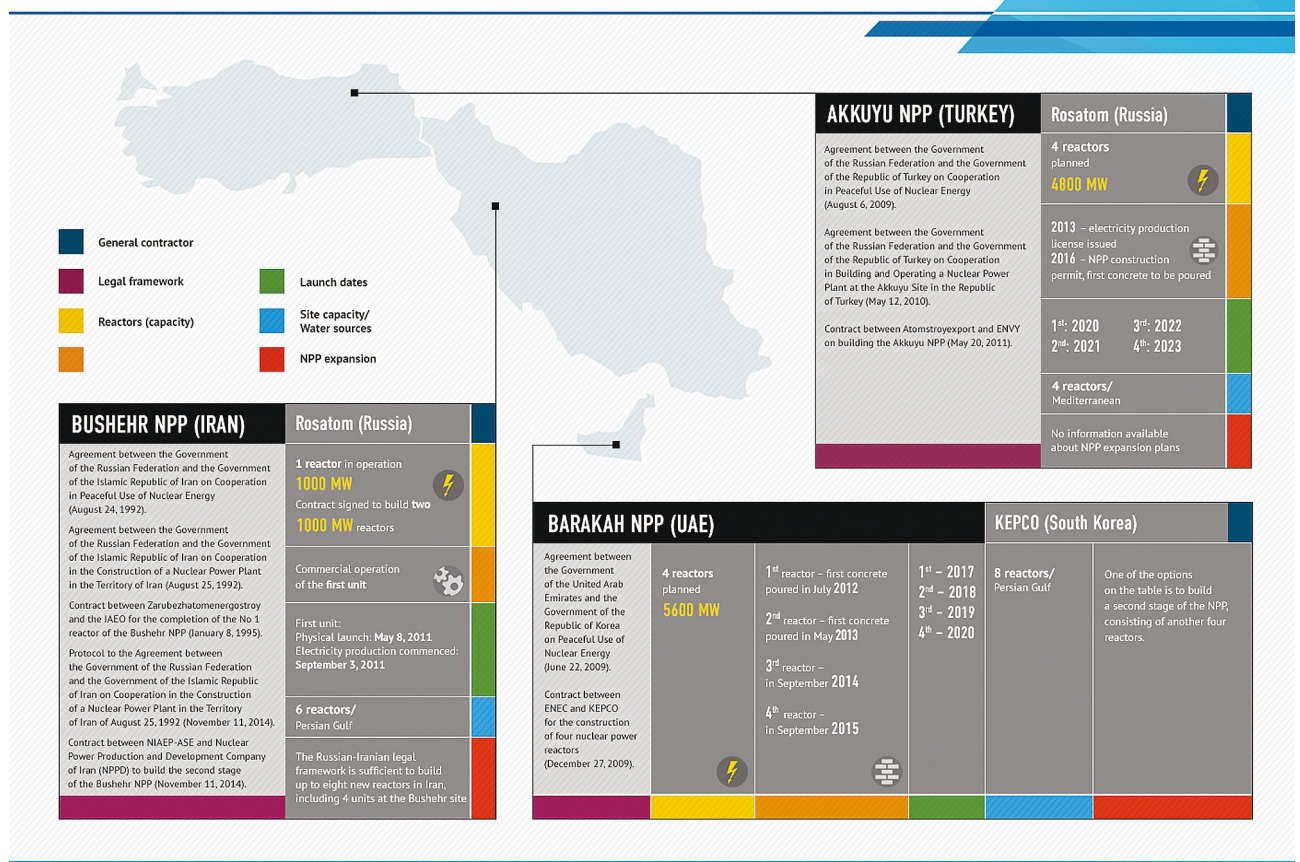 AKKUYU NPP (TURKEY)
Rosatom (Russia)
Agreement between the Government
of the Russian Federation and the Government
of the Republic of Turkey on Cooperation
in Peaceful Use of Nuclear Energy
(August 6, 2009).
Agreement between the Government
of the Russian Federation and the Government
of the Republic of Turkey on Cooperation
in Building and Operating a Nuclear Power
Plant at the Akkuyu Site in the Republic
of Turkey (May 12, 2010).
Contract between Atomstroyexport and ENVY
on building the Akkuyu NPP (May 20, 2011).
4 reactors
planned
4800 MW
2013 – electricity production
license issued
2016 – NPP construction
permit, first concrete to be poured
1st: 2020 3rd: 2022
2nd: 2021 4th: 2023
4 reactors/
Mediterranean
No information available
about NPP expansion plans
General contractor
Legal framework
Reactors (capacity)
Launch dates
Site capacity/
Water sources
NPP expansion
BUSHEHR NPP (IRAN)
Rosatom (Russia)
Agreement between the Government
of the Russian Federation and the Government
of the Islamic Republic of Iran on Cooperation
in Peaceful Use of Nuclear Energy
(August 24, 1992).
Agreement between the Government
of the Russian Federation and the Government
of the Islamic Republic of Iran on Cooperation
in the Construction of a Nuclear Power Plant
in the Territory of Iran (August 25, 1992).
Contract between Zarubezhatomenergostroy
and the IAEO for the completion of the No 1
reactor of the Bushehr NPP (January 8, 1995).
Protocol to the Agreement between
the Government of the Russian Federation
and the Government of the Islamic Republic
of Iran on Cooperation in the Construction
of a Nuclear Power Plant in the Territory
of Iran of August 25, 1992 (November 11, 2014).
Contract between NIAEP-ASE and Nuclear
Power Production and Development Company
of Iran (NPPD) to build the second stage
of the Bushehr NPP (November 11, 2014).
1 reactor in operation
1000 MW
Contract signed to build two
1000 MW reactors
Commercial operation
of the first unit
First unit:
Physical launch: May 8, 2011
Electricity production commenced:
September 3, 2011
6 reactors/
Persian Gulf
The Russian-Iranian legal
framework is sufficient to build
up to eight new reactors in Iran,
including 4 units at the Bushehr site
BARAKAH NPP (UAE)
KEPCO (South Korea)
Agreement between
the Government
of the United Arab
Emirates and the
Government of the
Republic of Korea
on Peaceful Use of
Nuclear Energy
(June 22, 2009).
Contract between
ENEC and KEPCO
for the construction
of four nuclear power
reactors
(December 27, 2009).
4 reactors
planned
5600 MW
1st reactor – first concrete
poured in July 2012
2nd reactor – first concrete
poured in May 2013
3rd reactor –
in September 2014
4th reactor –
in September 2015
1st – 2017
2nd – 2018
3rd – 2019
4th – 2020
8 reactors/
Persian Gulf
One of the options
on the table is to build
a second stage of the NPP,
consisting of another four
reactors.